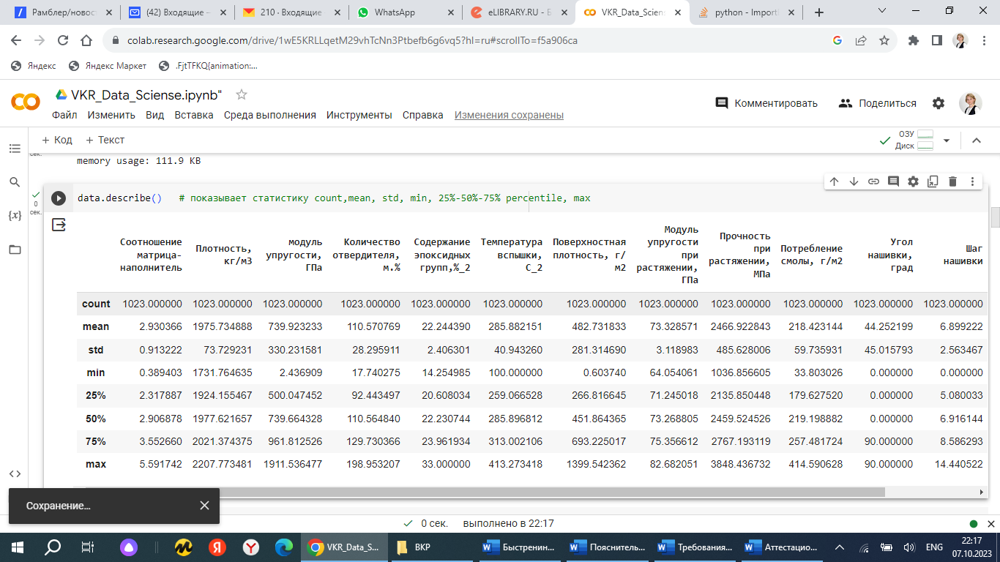 Рамблер/новос
(42) Входящие –
210 · Входящие
WhatsApp
eLIBRARY.RU - Б
VKR_Data_Sciens
python - ImportE
colab.research.google.com/drive/1wE5KRLLqetM29vhTcNn3Ptbefb6g6vq5?hl=ru#scrollTo=f5a906ca
Яндекс
Яндекс Маркет
.FjtTFKQ{animation:...
VKR_Data_Sciense.ipynb"
Файл Изменить Вид Вставка Среда выполнения Инструменты Справка Изменения сохранены
Комментировать
Поделиться
+ Код + Текст
ОЗУ
Диск
сек.
memory usage: 111.9 KB
0
сек.
data.describe() # показывает статистику count,mean, std, min, 25%-50%-75% percentile, max
{x}
Соотношение
матрица-
наполнитель
Плотность,
кг/м3
модуль
упругости,
ГПа
Количество
отвердителя,
м.%
Содержание
эпоксидных
групп,%_2
Температура
вспышки,
С_2
Поверхностная
плотность, г/
м2
Модуль
упругости
при
растяжении,
ГПа
Прочность
при
растяжении,
МПа
Потребление
смолы, г/м2
Угол
нашивки,
град
Шаг
нашивки
count 1023.000000 1023.000000 1023.000000 1023.000000 1023.000000 1023.000000 1023.000000 1023.000000 1023.000000 1023.000000 1023.000000 1023.000000
mean 2.930366 1975.734888 739.923233 110.570769 22.244390 285.882151 482.731833 73.328571 2466.922843 218.423144 44.252199 6.899222
std 0.913222 73.729231 330.231581 28.295911 2.406301 40.943260 281.314690 3.118983 485.628006 59.735931 45.015793 2.563467
min 0.389403 1731.764635 2.436909 17.740275 14.254985 100.000000 0.603740 64.054061 1036.856605 33.803026 0.000000 0.000000
25% 2.317887 1924.155467 500.047452 92.443497 20.608034 259.066528 266.816645 71.245018 2135.850448 179.627520 0.000000 5.080033
50% 2.906878 1977.621657 739.664328 110.564840 22.230744 285.896812 451.864365 73.268805 2459.524526 219.198882 0.000000 6.916144
75% 3.552660 2021.374375 961.812526 129.730366 23.961934 313.002106 693.225017 75.356612 2767.193119 257.481724 90.000000 8.586293
max 5.591742 2207.773481 1911.536477 198.953207 33.000000 413.273418 1399.542362 82.682051 3848.436732 414.590628 90.000000 14.440522
Сохранение...
0 сек. выполнено в 22:17
VKR_Data_S...
ВКР
Быстренин...
Пояснитель...
Требования...
Аттестацио...
ENG
22:17
07.10.2023